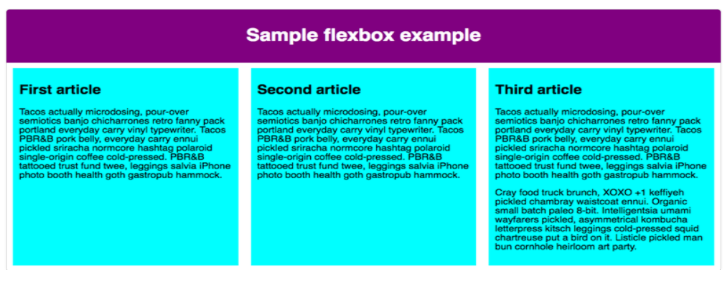 Sample flexbox example
First article
Tacos actually microdosing, pour-over
semiotics banjo chicharrones retro fanny pack
portland everyday carry vinyl typewriter. Tacos
PBR&B pork belly, everyday carry ennui
pickled sriracha normcore hashtag polaroid
single-origin coffee cold-pressed. PBR&B
tattooed trust fund twee, leggings salvia iPhone
photo booth health goth gastropub hammock.
Second article
Tacos actually microdosing, pour-over
semiotics banjo chicharrones retro fanny pack
portland everyday carry vinyl typewriter. Tacos
PBR&B pork belly, everyday carry ennui
pickled sriracha normcore hashtag polaroid
single-origin coffee cold-pressed. PBR&B
tattooed trust fund twee, leggings salvia iPhone
photo booth health goth gastropub hammock.
Third article
Tacos actually microdosing, pour-over
semiotics banjo chicharrones retro fanny pack
portland everyday carry vinyl typewriter. Tacos
PBR&B pork belly, everyday carry ennui
pickled sriracha normcore hashtag polaroid
single-origin coffee cold-pressed. PBR&B
tattooed trust fund twee, leggings salvia iPhone
photo booth health goth gastropub hammock.
Cray food truck brunch, XOXO +1 keffiyeh
pickled chambray waistcoat ennui. Organic
small batch paleo 8-bit. Intelligentsia umami
wayfarers pickled, asymmetrical kombucha
letterpress kitsch leggings cold-pressed squid
chartreuse put a bird on it. Listicle pickled man
bun cornhole heirloom art party.